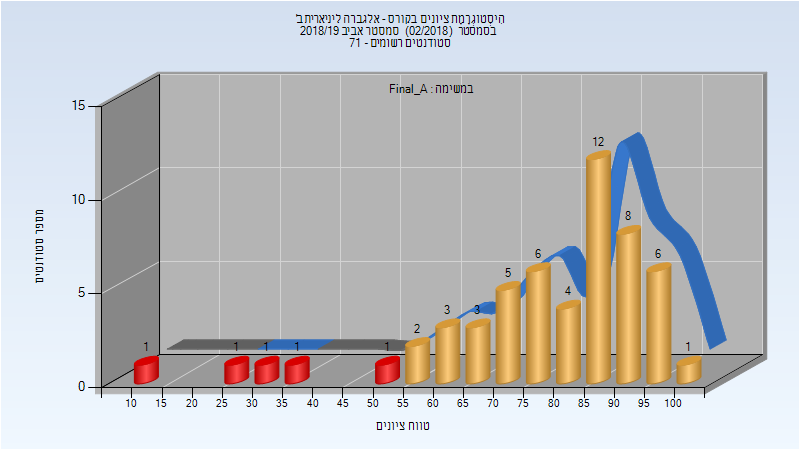 היסטוגרמת ציונים בקורס - אלגברה ליניארית ב'
בסמסטר (02/2018) סמסטר אביב 2018/19
סטודנטים רשומים - 71
במשימה : Final_A
מספר סטודנטים
15
10
5
0
1
1
1
1
1
2
3
3
5
6
4
12
8
6
1
10 15 20 25 30 35 40 45 50 55 60 65 70 75 80 85 90 95 100
טווח ציונים